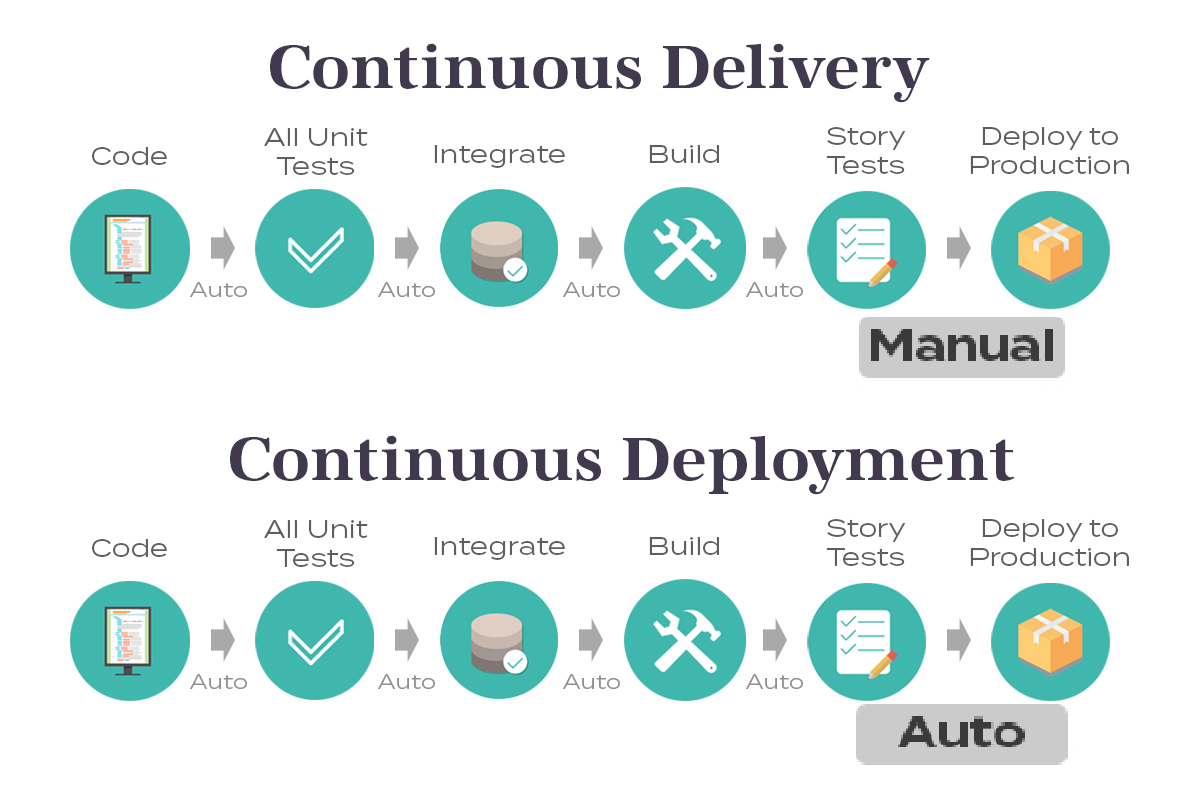 Continuous Delivery
Code
All Unit
Tests
Integrate
Build
Story
Tests
Deploy to
Production
Auto
Auto
Auto
Auto
Manual
Continuous Deployment
Code
All Unit
Tests
Integrate
Build
Story
Tests
Deploy to
Production
Auto
Auto
Auto
Auto
Auto